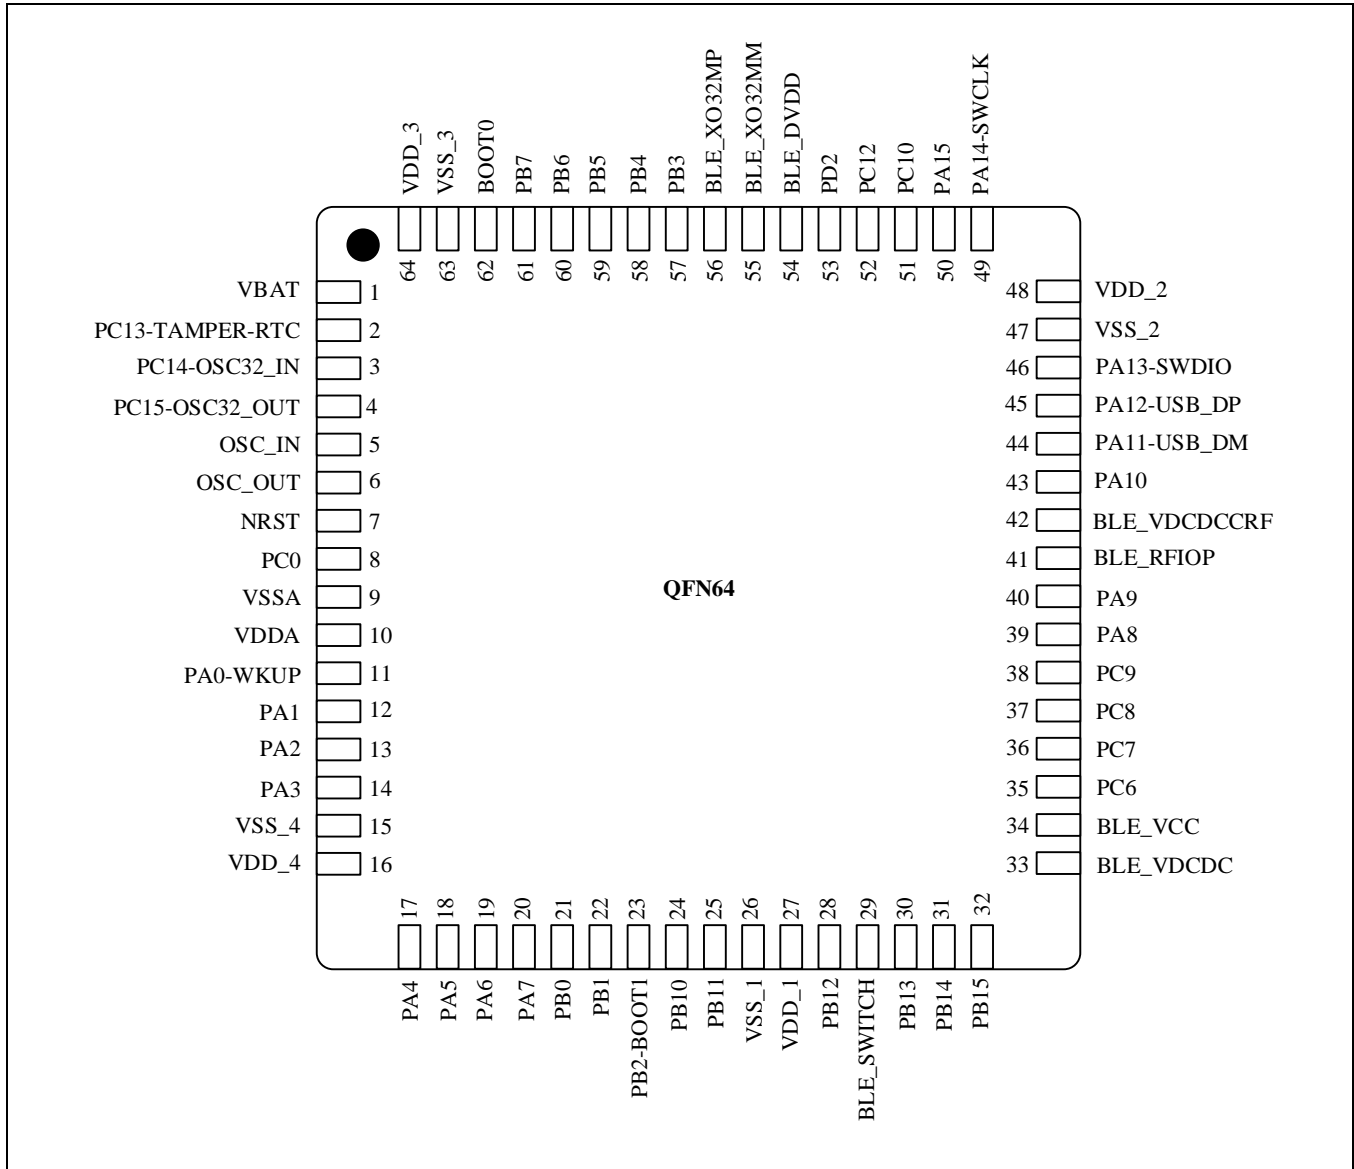 VDD_3
VSS_3
BOOT0
PB7
PB6
PB5
PB4
PB3
BLE_XO32MP
BLE_XO32MM
BLE_DVDD
PD2
PC12
PC10
PA15
PA14-SWCLK
64
63
62
61
60
59
58
57
56
55
54
53
52
51
50
49
VBAT 1
PC13-TAMPER-RTC 2
PC14-OSC32_IN 3
PC15-OSC32_OUT 4
OSC_IN 5
OSC_OUT 6
NRST 7
PC0 8
VSSA 9
VDDA 10
PA0-WKUP 11
PA1 12
PA2 13
PA3 14
VSS_4 15
VDD_4 16
QFN64
48 VDD_2
47 VSS_2
46 PA13-SWDIO
45 PA12-USB_DP
44 PA11-USB_DM
43 PA10
42 BLE_VDCDCCRF
41 BLE_RFIOP
40 PA9
39 PA8
38 PC9
37 PC8
36 PC7
35 PC6
34 BLE_VCC
33 BLE_VDCDC
17
18
19
20
21
22
23
24
25
26
27
28
29
30
31
32
PA4
PA5
PA6
PA7
PB0
PB1
PB2-BOOT1
PB10
PB11
VSS_1
VDD_1
PB12
BLE_SWITCH
PB13
PB14
PB15